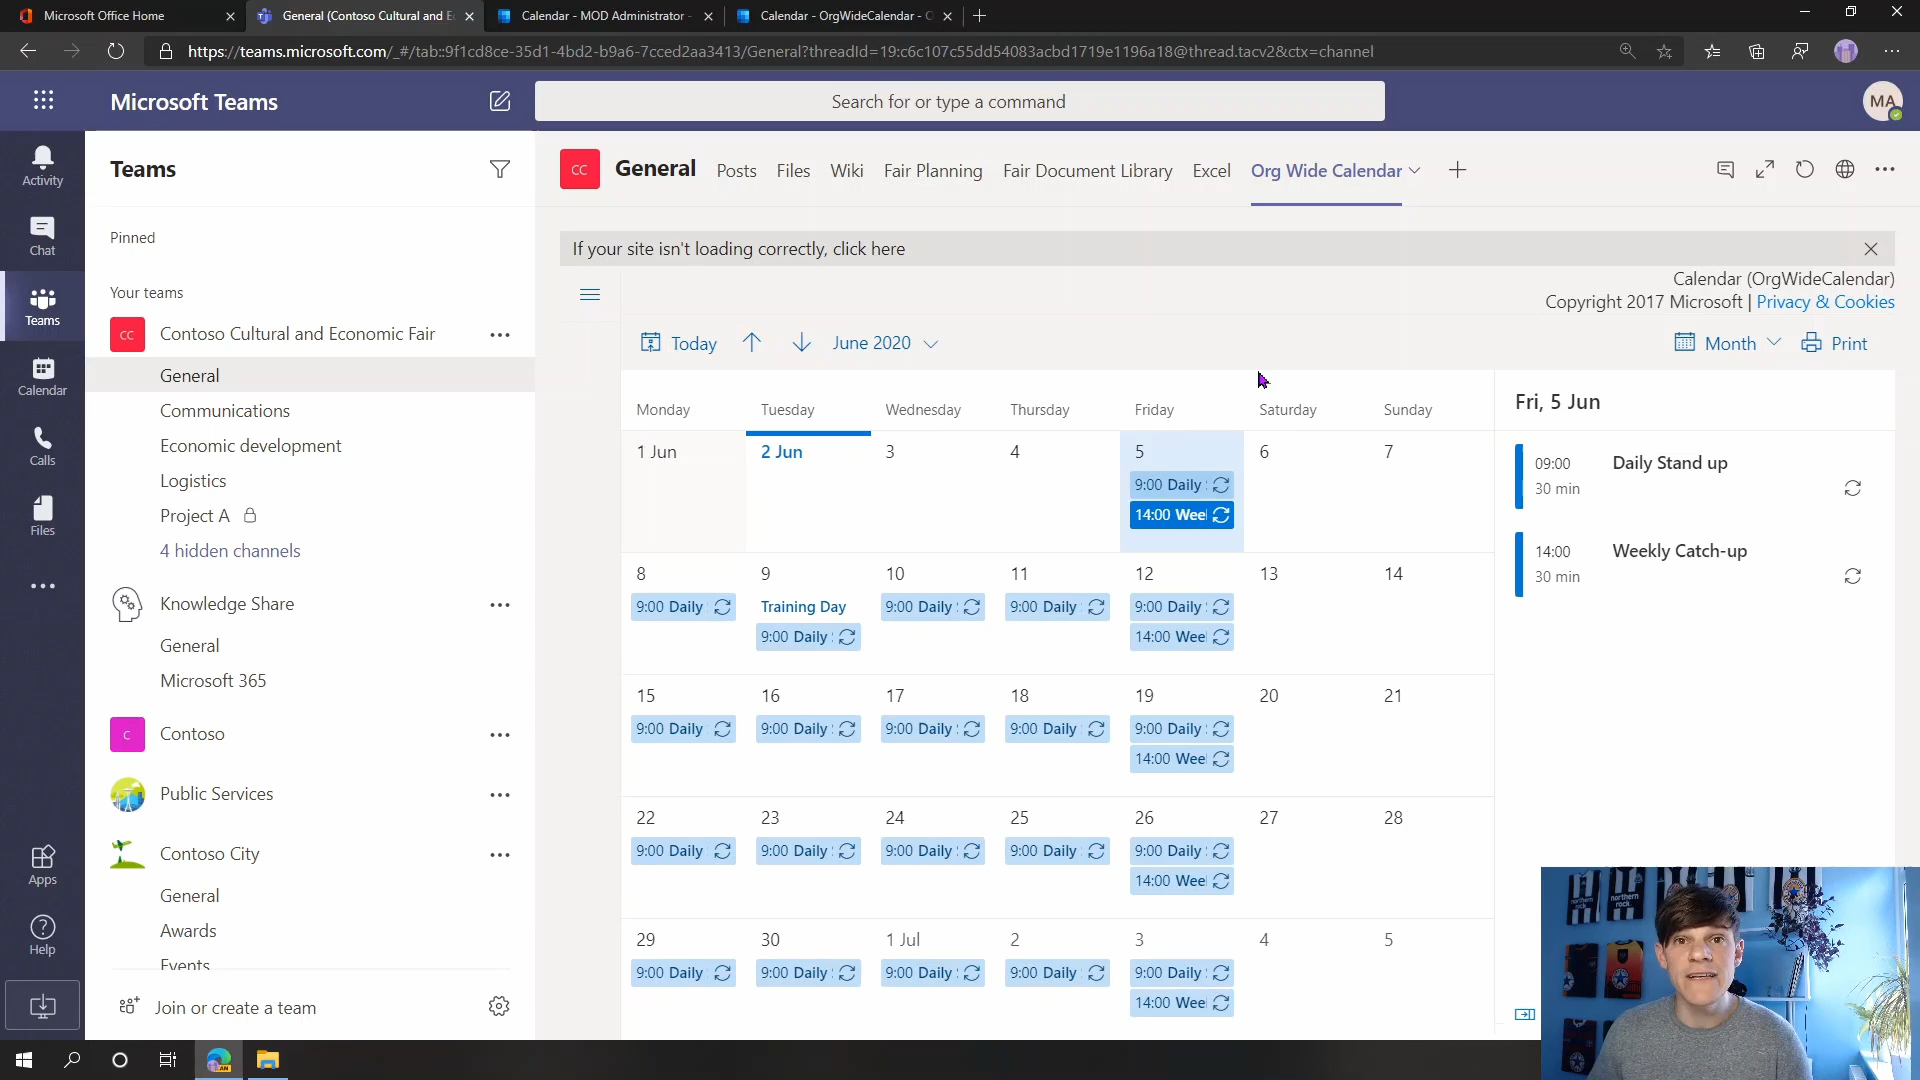 Microsoft Office Home
General (Contoso Cultural and E
Calendar - MOD Administrator -
Calendar - OrgWideCalendar - O
https://teams.microsoft.com/_#/tab::9f1cd8ce-35d1-4bd2-b9a6-7cced2aa3413/General?threadId=19:c6c107c55dd54083acbd1719e1196a18@thread.tacv2&ctx=channel
Microsoft Teams
Search for or type a command
MA
Activity
Chat
Teams
Calendar
Calls
Files
Apps
Help
Teams
Pinned
Your teams
CC Contoso Cultural and Economic Fair
General
Communications
Economic development
Logistics
Project A
4 hidden channels
Knowledge Share
General
Microsoft 365
C Contoso
Public Services
Contoso City
General
Awards
Events
Join or create a team
CC General Posts Files Wiki Fair Planning Fair Document Library Excel Org Wide Calendar
If your site isn't loading correctly, click here
Calendar (OrgWideCalendar)
Copyright 2017 Microsoft | Privacy & Cookies
Today June 2020 Month Print
Monday Tuesday Wednesday Thursday Friday Saturday Sunday
1 Jun 2 Jun 3 4 5 6 7
9:00 Daily
14:00 Wee
8 9 10 11 12 13 14
9:00 Daily Training Day 9:00 Daily 9:00 Daily 9:00 Daily
9:00 Daily 14:00 Wee
15 16 17 18 19 20 21
9:00 Daily 9:00 Daily 9:00 Daily 9:00 Daily 9:00 Daily
14:00 Wee
22 23 24 25 26 27 28
9:00 Daily 9:00 Daily 9:00 Daily 9:00 Daily 9:00 Daily
14:00 Wee
29 30 1 Jul 2 3 4 5
9:00 Daily 9:00 Daily 9:00 Daily 9:00 Daily 9:00 Daily
14:00 Wee
Fri, 5 Jun
09:00 Daily Stand up
30 min
14:00 Weekly Catch-up
30 min
northern rock
northern rock